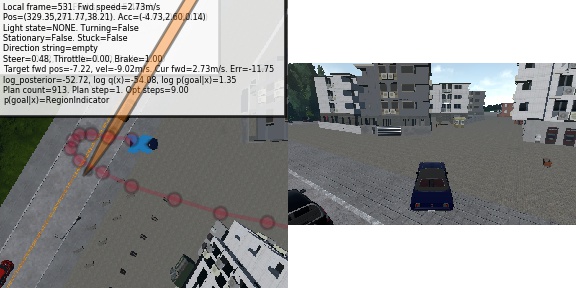 Local frame=531. Fwd speed=2.73m/s
Pos=(329.35,271.77,38.21). Acc=(-4.73,2.60,0.14)
Light state=NONE. Turning=False
Stationary=False. Stuck=False
Direction string=empty
Steer=0.48, Throttle=0.00, Brake=1.00
Target fwd pos=-7.22, vel=-9.02m/s. Cur fwd=2.73m/s. Err=-11.75
log_posterior=-52.72, log q(x)=-54.08, log p(goal|x)=1.35
Plan count=913. Plan step=1. Opt steps=9.00
p(goal|x)=RegionIndicator